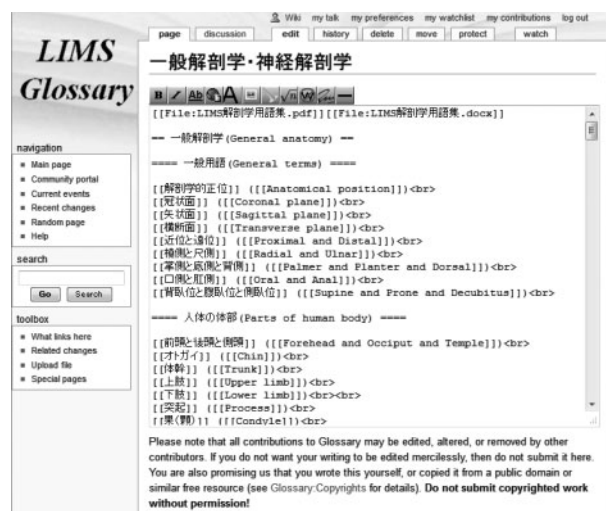 Wiki my talk my preferences my watchlist my contributions log out
page discussion edit history delete move protect watch
LIMS
Glossary
一般解剖学・神経解剖学
[[File:LIMS解剖学用語集.pdf]][[File:LIMS解剖学用語集.docx]]
== 一般解剖学(General anatomy) ==
==== 一般用語(General terms) ====
[[解剖学的正位]] ([[Anatomical position]])<br>
[[冠状面]] ([[Coronal plane]])<br>
[[矢状面]] ([[Sagittal plane]])<br>
[[横断面]] ([[Transverse plane]])<br>
[[近位と遠位]] ([[Proximal and Distal]])<br>
[[橈側と尺側]] ([[Radial and Ulnar]])<br>
[[掌側と底側と背側]] ([[Palmer and Planter and Dorsal]])<br>
[[口側と肛側]] ([[Oral and Anal]])<br>
[[背臥位と腹臥位と側臥位]] ([[Supine and Prone and Decubitus]])<br>
==== 人体の体部(Parts of human body) ====
[[前頭と後頭と側頭]] ([[Forehead and Occiput and Temple]])<br>
[[オトガイ]] ([[Chin]])<br>
[[体幹]] ([[Trunk]])<br>
[[上肢]] ([[Upper limb]])<br>
[[下肢]] ([[Lower limb]])<br><br>
[[突起]] ([[Process]])<br>
[[果(顆)]] ([[Condyle]])<br>
navigation
Main page
Community portal
Current events
Recent changes
Random page
Help
search
Go Search
toolbox
What links here
Related changes
Upload file
Special pages
Please note that all contributions to Glossary may be edited, altered, or removed by other
contributors. If you do not want your writing to be edited mercilessly, then do not submit it here.
You are also promising us that you wrote this yourself, or copied it from a public domain or
similar free resource (see Glossary:Copyrights for details). Do not submit copyrighted work
without permission!